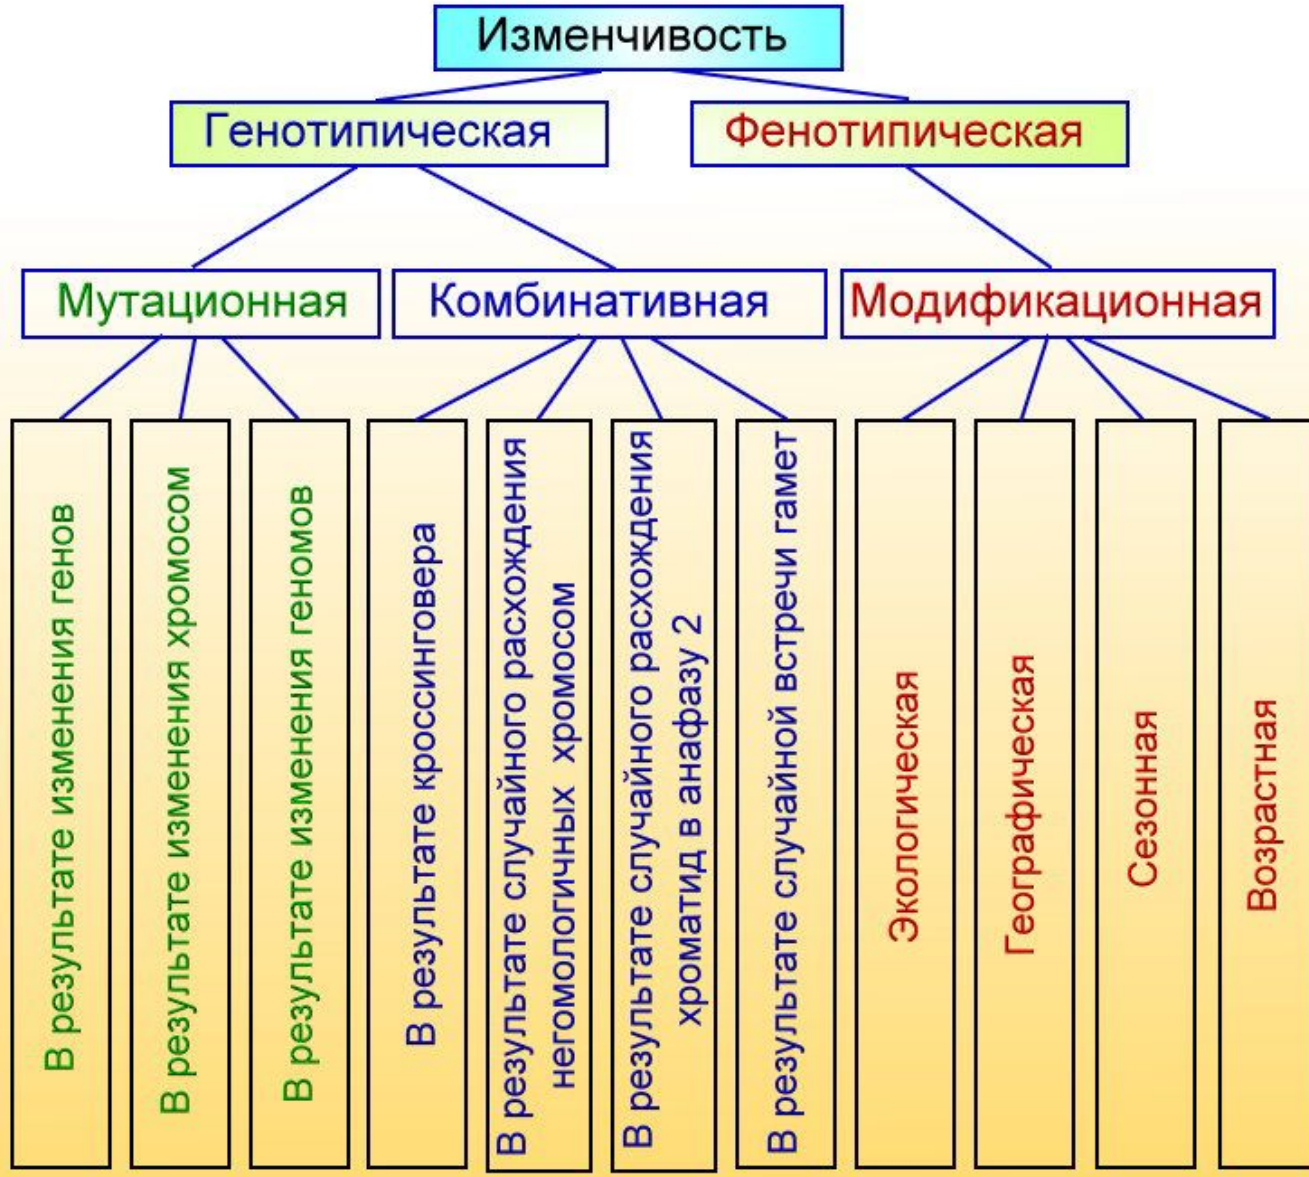 Изменчивость
Генотипическая
Фенотипическая
Мутационная
Комбинативная
Модификационная
В результате изменения генов
В результате изменения хромосом
В результате изменения геномов
В результате кроссинговера
В результате случайного расхождения
негомологичных хромосом
В результате случайного расхождения
хроматид в анафазу 2
В результате случайной встречи гамет
Экологическая
Географическая
Сезонная
Возрастная